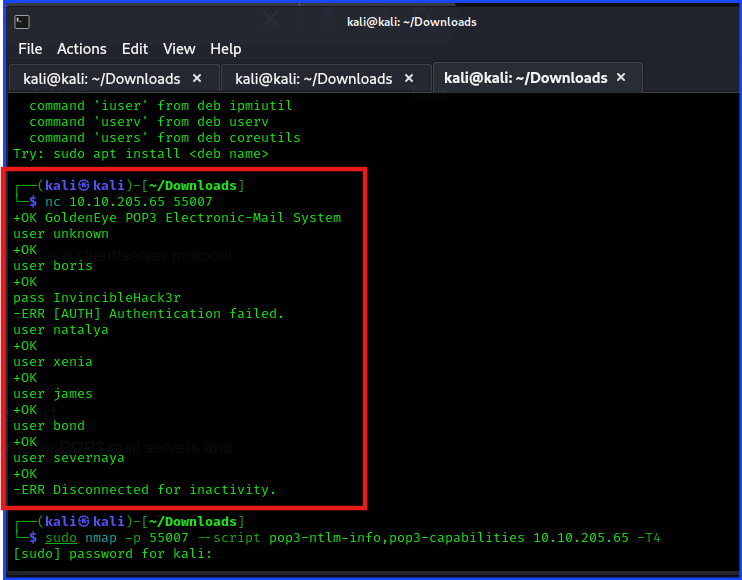 kali@kali: ~/Downloads
File Actions Edit View Help
kali@kali: ~/Downloads × kali@kali: ~/Downloads × kali@kali: ~/Downloads ×
command 'iuser' from deb ipmiutil
command 'userv' from deb userv
command 'users' from deb coreutils
Try: sudo apt install <deb name>
┌──(kali㉿kali)-[~/Downloads]
└─$ nc 10.10.205.65 55007
+OK GoldenEye POP3 Electronic-Mail System
user unknown
+OK
user boris
+OK
pass InvincibleHack3r
-ERR [AUTH] Authentication failed.
user natalya
+OK
user xenia
+OK
user james
+OK
user bond
+OK
user severnaya
+OK
-ERR Disconnected for inactivity.
┌──(kali㉿kali)-[~/Downloads]
└─$ sudo nmap -p 55007 --script pop3-ntlm-info,pop3-capabilities 10.10.205.65 -T4
[sudo] password for kali: